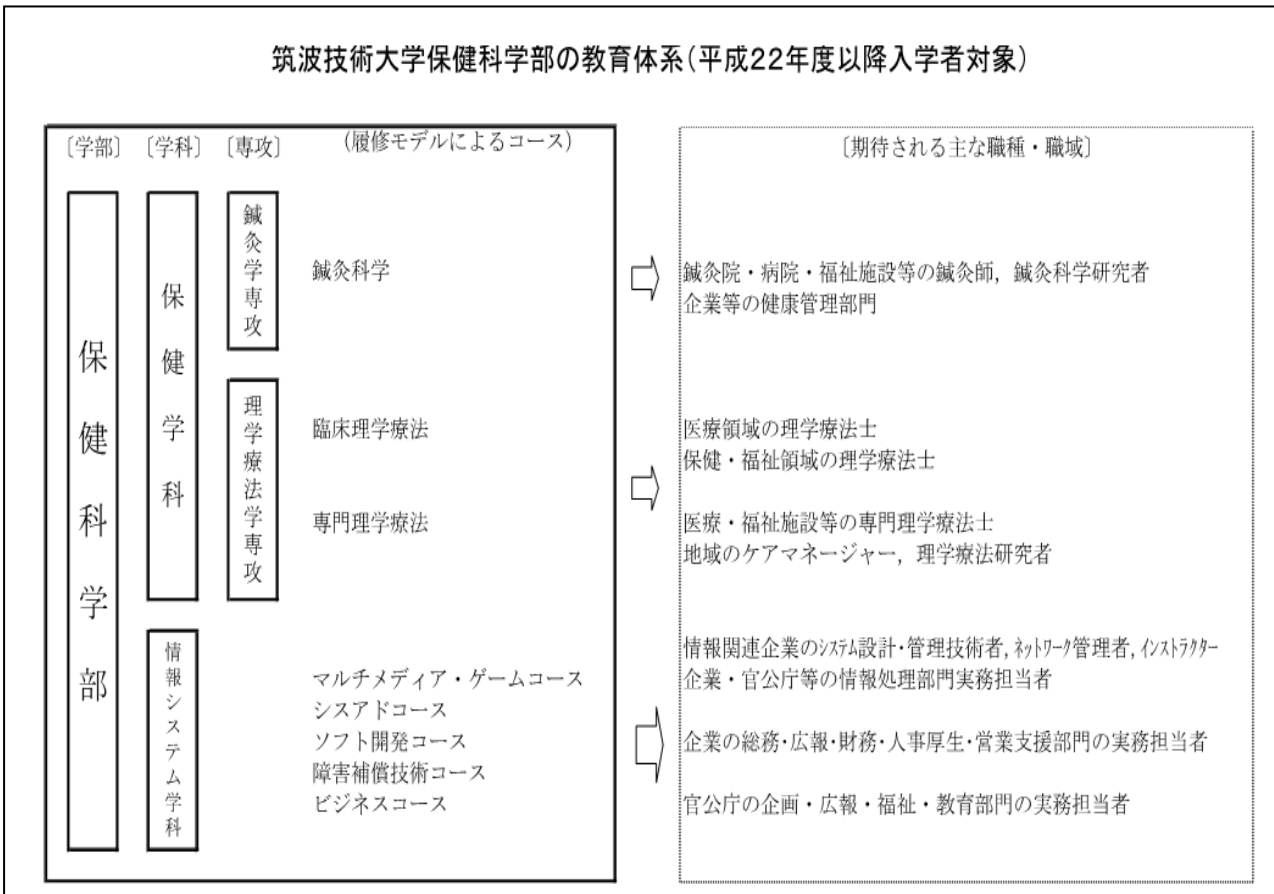 筑波技術大学保健科学部の教育体系(平成22年度以降入学者対象)
〔学部〕 〔学科〕 〔専攻〕 (履修モデルによるコース)
〔期待される主な職種・職域〕
保健科学部
保健学科
鍼灸学専攻
鍼灸科学
鍼灸院・病院・福祉施設等の鍼灸師，鍼灸科学研究者
企業等の健康管理部門
理学療法学専攻
臨床理学療法
医療領域の理学療法士
保健・福祉領域の理学療法士
専門理学療法
医療・福祉施設等の専門理学療法士
地域のケアマネージャー，理学療法研究者
情報システム学科
マルチメディア・ゲームコース
シスアドコース
ソフト開発コース
障害補償技術コース
ビジネスコース
情報関連企業のｼｽﾃﾑ設計・管理技術者,ﾈｯﾄﾜｰｸ管理者,ｲﾝｽﾄﾗｸﾀｰ
企業・官公庁等の情報処理部門実務担当者
企業の総務・広報・財務・人事厚生・営業支援部門の実務担当者
官公庁の企画・広報・福祉・教育部門の実務担当者